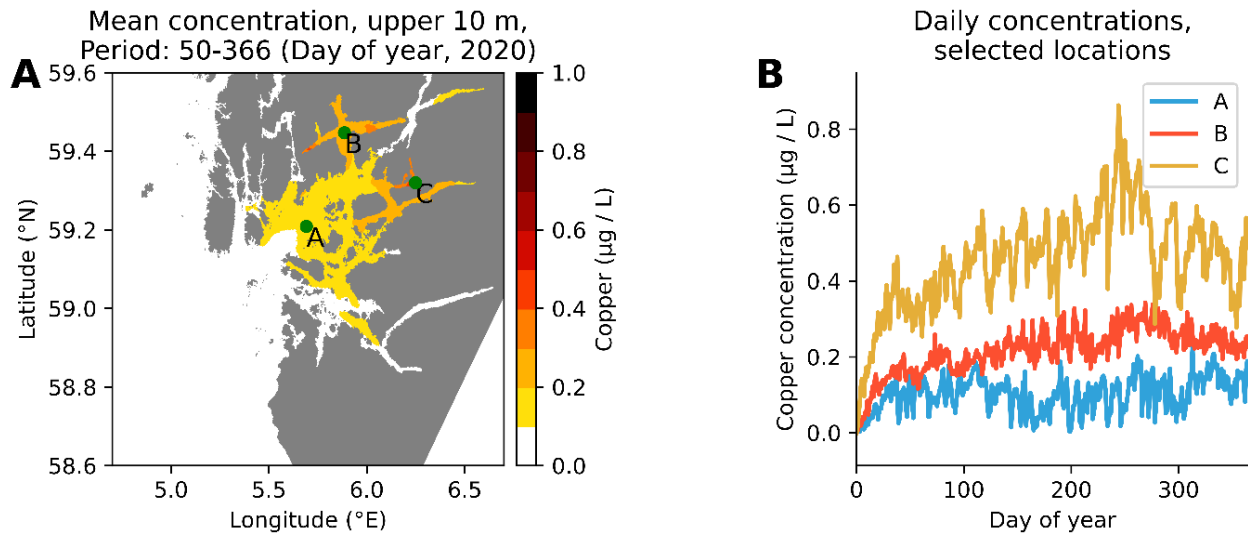 Mean concentration, upper 10 m,
Period: 50-366 (Day of year, 2020)
A
59.6
59.4
59.2
59.0
58.8
58.6
Latitude (°N)
5.0
5.5
6.0
6.5
Longitude (°E)
B
C
A
1.0
0.8
0.6
0.4
0.2
0.0
Copper (µg / L)
Daily concentrations,
selected locations
B
A
B
C
0.8
0.6
0.4
0.2
0.0
Copper concentration (µg / L)
0
100
200
300
Day of year